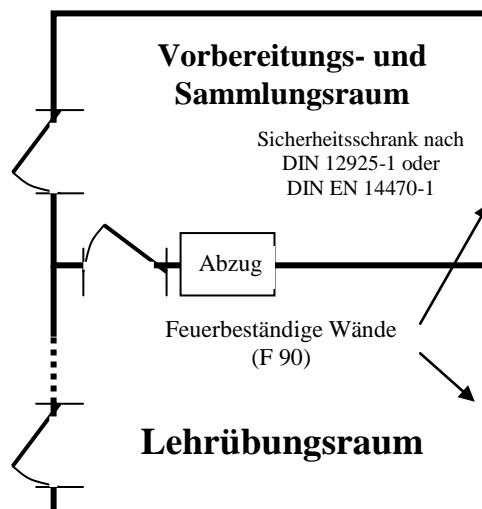 Vorbereitungs- und
Sammlungsraum
Sicherheitsschrank nach
DIN 12925-1 oder
DIN EN 14470-1
Abzug
Feuerbeständige Wände
(F 90)
Lehrübungsraum